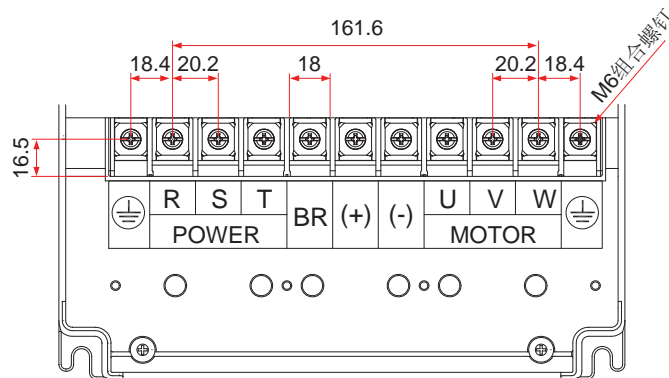 161.6
18.4 20.2 18 20.2 18.4
M6组合螺钉
16.5
R S T BR (+) (-) U V W
POWER MOTOR